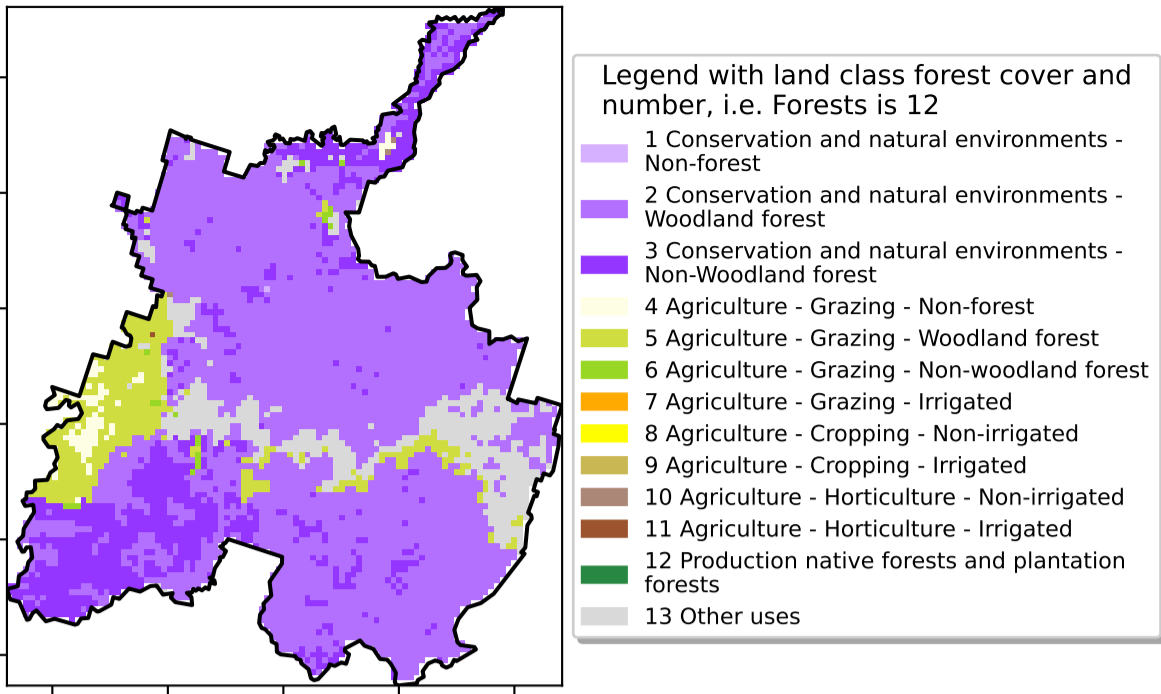 Legend with land class forest cover and
number, i.e. Forests is 12
1 Conservation and natural environments -
Non-forest
2 Conservation and natural environments -
Woodland forest
3 Conservation and natural environments -
Non-Woodland forest
4 Agriculture - Grazing - Non-forest
5 Agriculture - Grazing - Woodland forest
6 Agriculture - Grazing - Non-woodland forest
7 Agriculture - Grazing - Irrigated
8 Agriculture - Cropping - Non-irrigated
9 Agriculture - Cropping - Irrigated
10 Agriculture - Horticulture - Non-irrigated
11 Agriculture - Horticulture - Irrigated
12 Production native forests and plantation
forests
13 Other uses